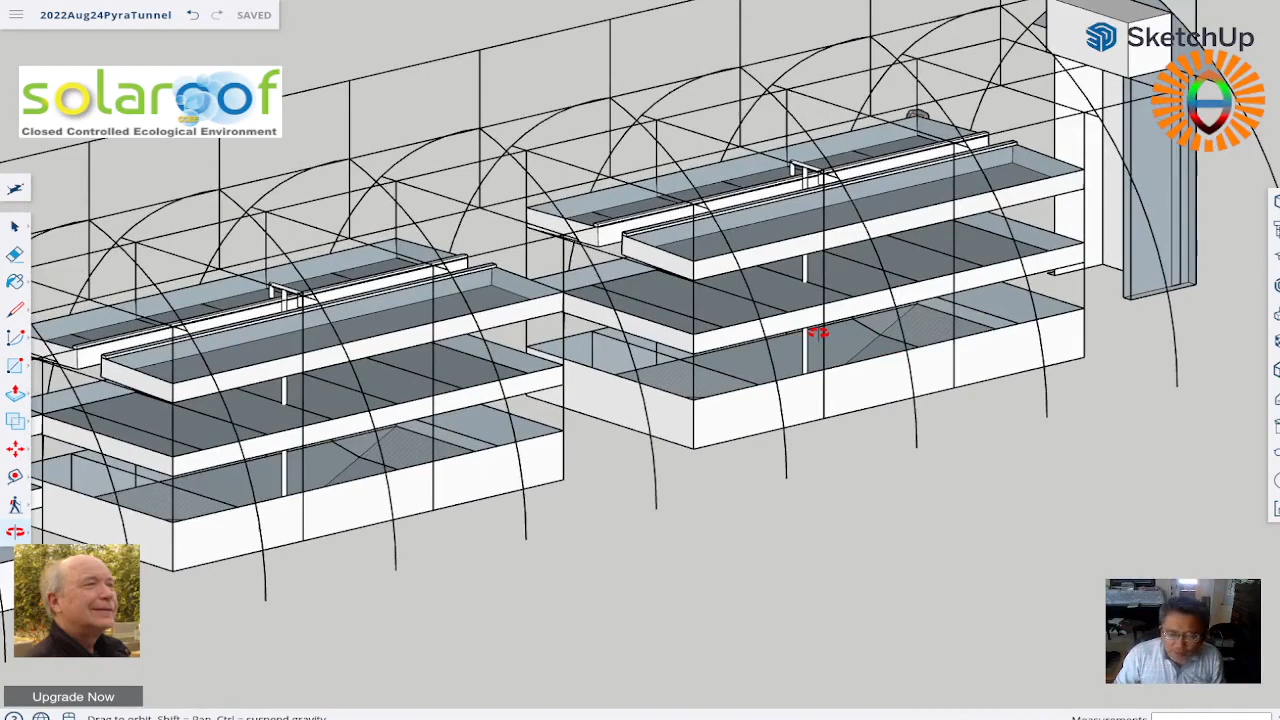 2022Aug24PyraTunnel
SAVED
SketchUp
solaroof
CCEE
Closed Controlled Ecological Environment
Upgrade Now
Drag to orbit. Shift = Pan, Ctrl = suspend gravity
Measurements